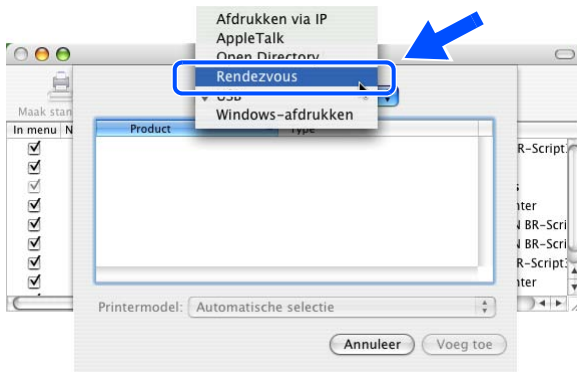 Afdrukken via IP
AppleTalk
Open Directory
Rendezvous
USB
Windows-afdrukken
Maak stan
In menu N
Product
Type
R-Script
s
nter
N BR-Scri
N BR-Scri
R-Script:
nter
Printermodel: Automatische selectie
Annuleer
Voeg toe